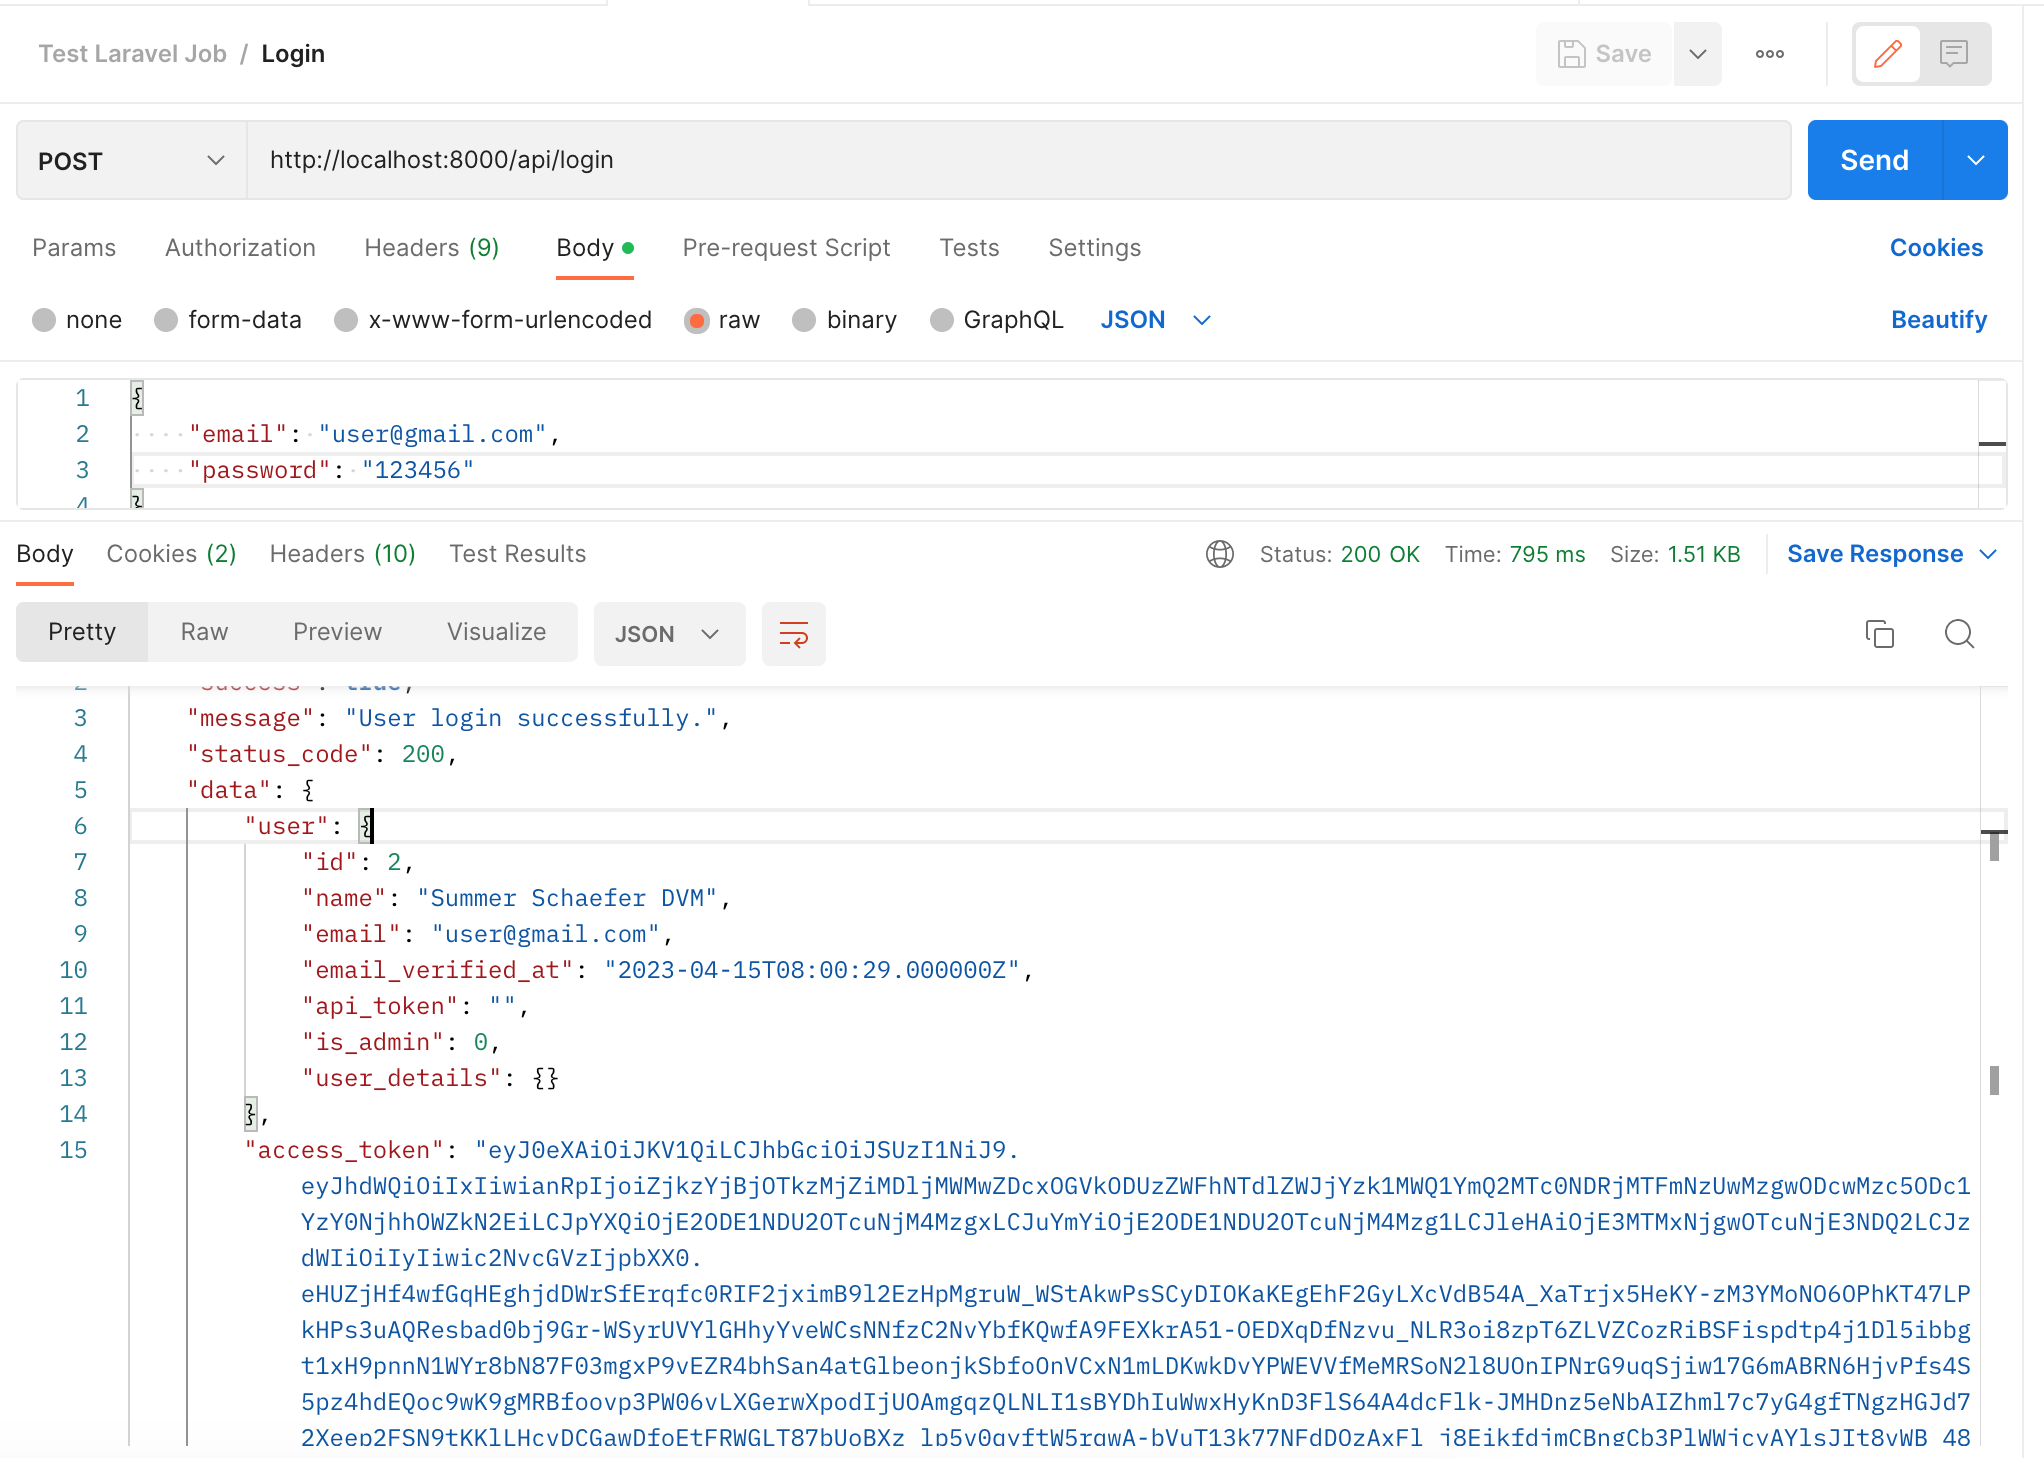 Test Laravel Job / Login
Save
POST http://localhost:8000/api/login Send
Params Authorization Headers (9) Body Pre-request Script Tests Settings Cookies
none form-data x-www-form-urlencoded raw binary GraphQL JSON Beautify
1 {
2 "email": "user@gmail.com",
3 "password": "123456"
4 }
Body Cookies (2) Headers (10) Test Results Status: 200 OK Time: 795 ms Size: 1.51 KB Save Response
Pretty Raw Preview Visualize JSON
2 "success": true,
3 "message": "User login successfully.",
4 "status_code": 200,
5 "data": {
6 "user": {
7 "id": 2,
8 "name": "Summer Schaefer DVM",
9 "email": "user@gmail.com",
10 "email_verified_at": "2023-04-15T08:00:29.000000Z",
11 "api_token": "",
12 "is_admin": 0,
13 "user_details": {}
14 },
15 "access_token": "eyJ0eXAiOiJKV1QiLCJhbGciOiJSUzI1NiJ9.
eyJhdWQiOiIxIiwianRpIjoiZjkzYjBjOTkzMjZiMDljMWMwZDcxOGVkODUzZWFhNTdlZWJjYzk1MWQ1YmQ2MTc0NDRjMTFmNzUwMzgwODcwMzc5ODc1
YzY0NjhhOWZkN2EiLCJpYXQiOjE2ODE1NDU2OTcuNjM4MzgxLCJuYmYiOjE2ODE1NDU2OTcuNjM4Mzg1LCJleHAiOjE3MTMxNjgwOTcuNjE3NDQ2LCJz
dWIiOiIyIiwic2NvcGVzIjpbXX0.
eHUZjHf4wfGqHEghjdDWrSfErqfc0RIF2jximB9l2EzHpMgruW_WStAkwPsSCyDIOKaKEgEhF2GyLXcVdB54A_XaTrjx5HeKY-zM3YMoNO6OPhKT47LP
kHPs3uAQResbad0bj9Gr-WSyrUVYlGHhyYveWCsNNfzC2NvYbfKQwfA9FEXkrA51-OEDXqDfNzvu_NLR3oi8zpT6ZLVZCozRiBSFispdtp4j1Dl5ibbg
t1xH9pnnN1WYr8bN87F03mgxP9vEZR4bhSan4atGlbeonjkSbfoOnVCxN1mLDKwkDvYPWEVVfMeMRSoN2l8UOnIPNrG9uqSjiw17G6mABRN6HjvPfs4S
5pz4hdEQoc9wK9gMRBfoovp3PW06vLXGerwXpodIjUOAmgqzQLNLI1sBYDhIuWwxHyKnD3FlS64A4dcFlk-JMHDnz5eNbAIZhml7c7yG4gfTNgzHGJd7